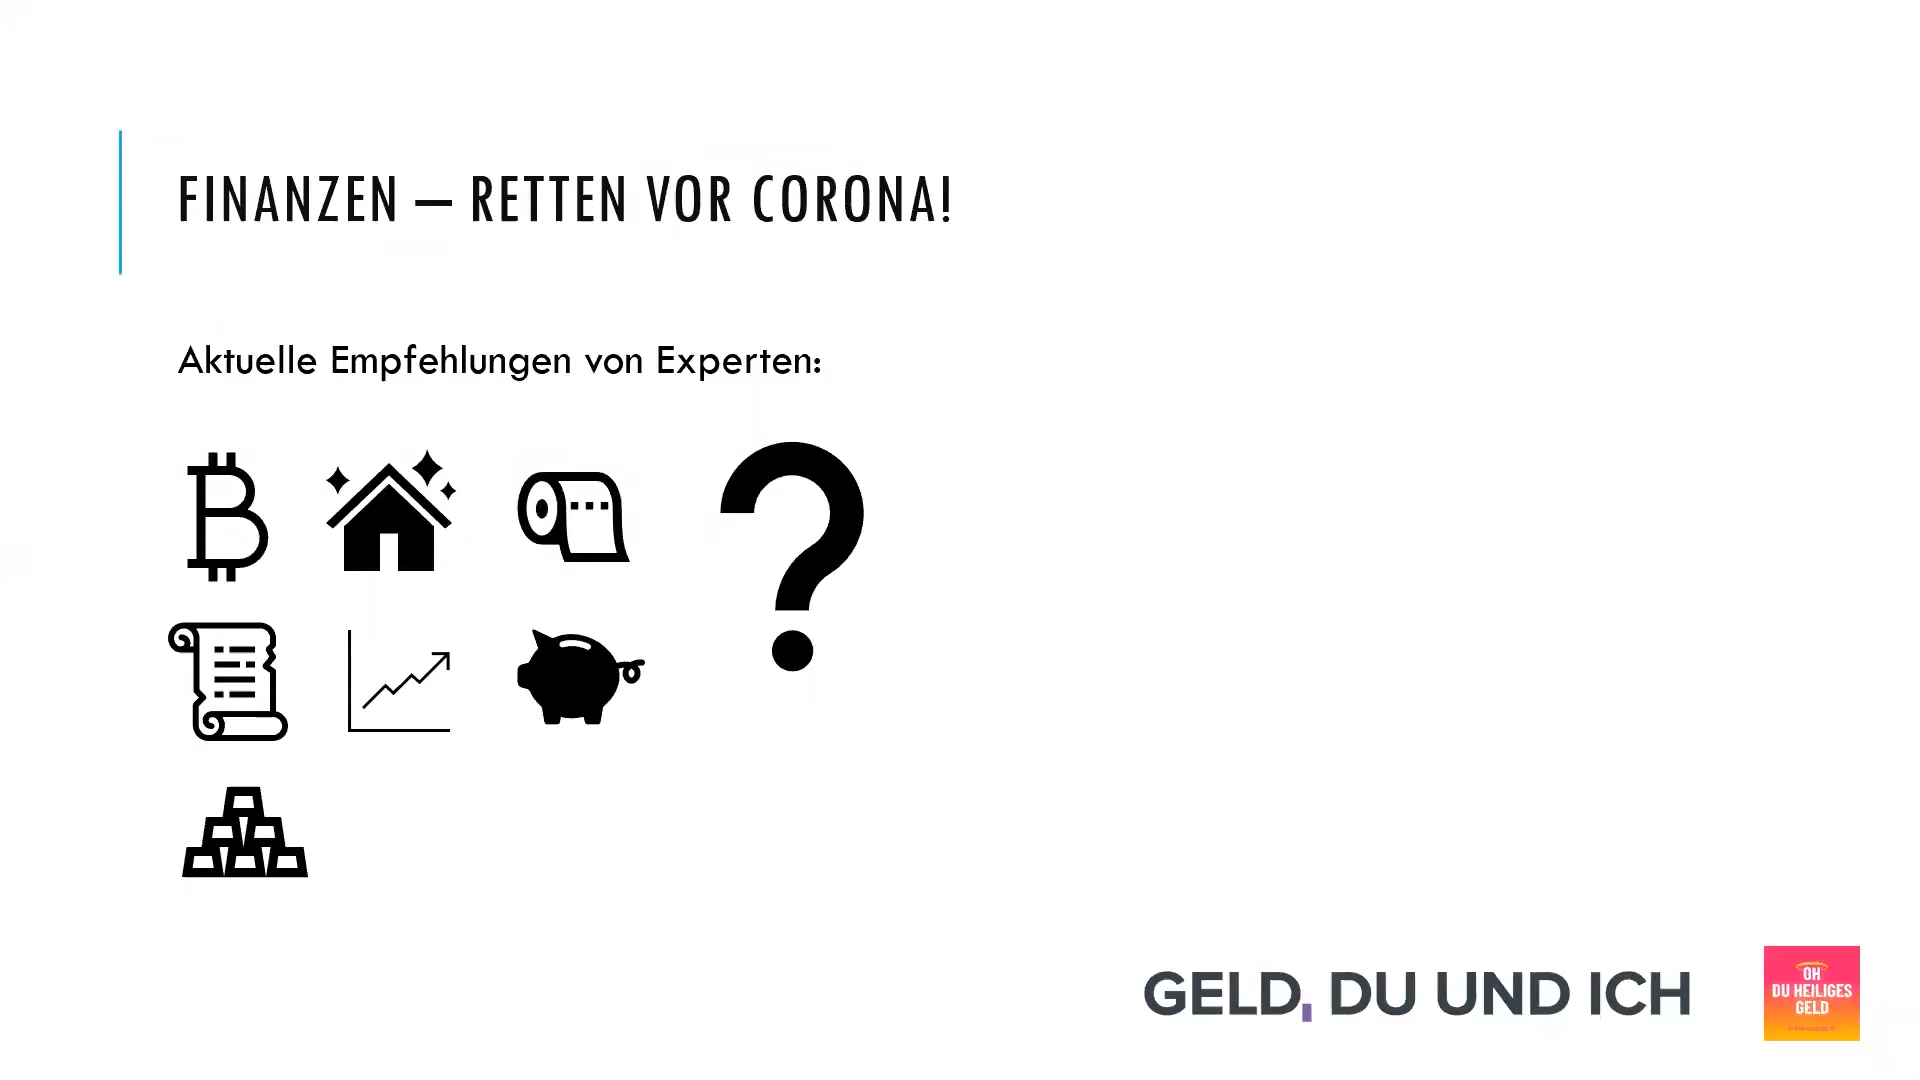 FINANZEN – RETTEN VOR CORONA!
Aktuelle Empfehlungen von Experten:
?
GELD, DU UND ICH
OH
DU HEILIGES
GELD